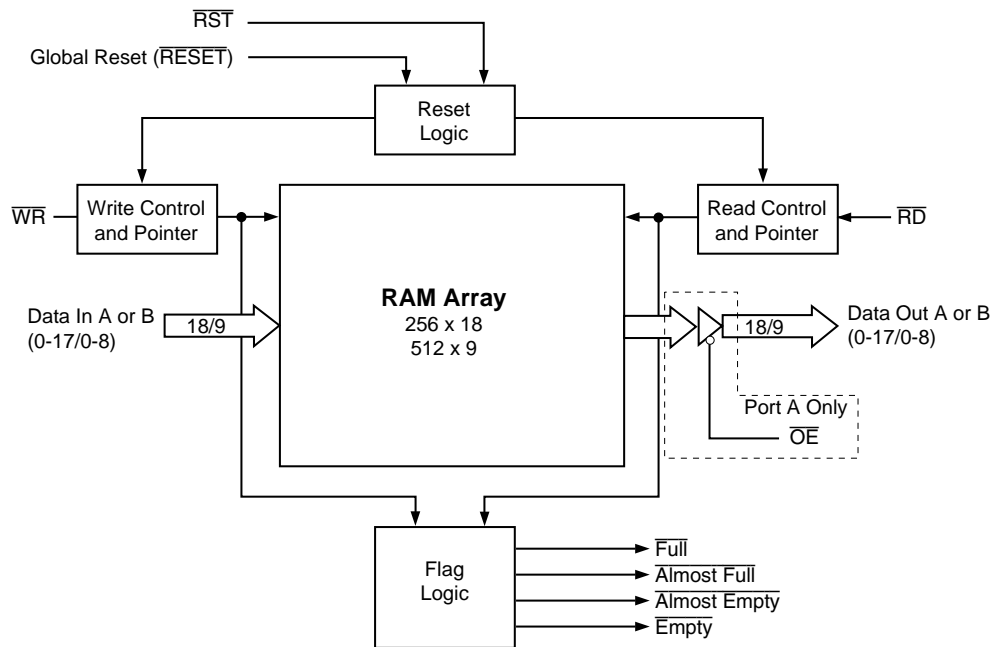 RST
Global Reset (RESET)
Reset
Logic
WR
Write Control
and Pointer
Read Control
and Pointer
RD
RAM Array
256 x 18
512 x 9
Data In A or B
(0-17/0-8)
18/9
18/9
Data Out A or B
(0-17/0-8)
Port A Only
OE
Flag
Logic
Full
Almost Full
Almost Empty
Empty